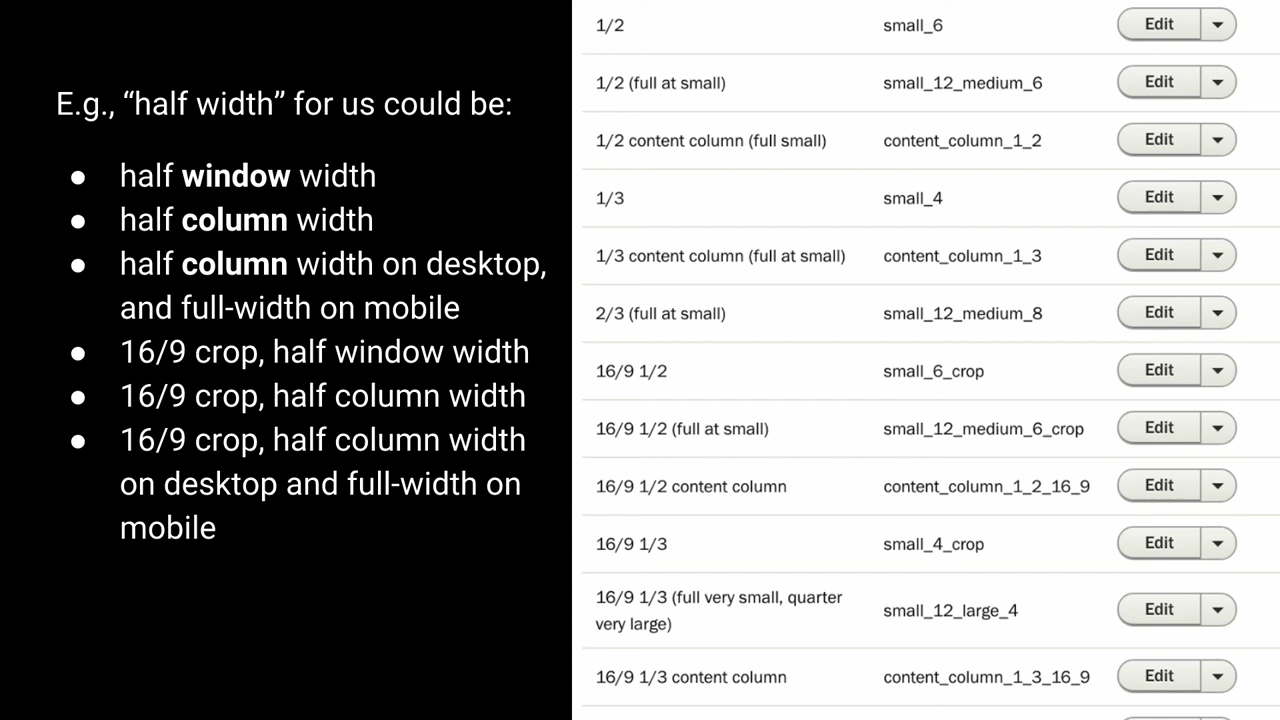 E.g., “half width” for us could be:
● half window width
● half column width
● half column width on desktop,
and full-width on mobile
● 16/9 crop, half window width
● 16/9 crop, half column width
● 16/9 crop, half column width
on desktop and full-width on
mobile
1/2 small_6 Edit
1/2 (full at small) small_12_medium_6 Edit
1/2 content column (full small) content_column_1_2 Edit
1/3 small_4 Edit
1/3 content column (full at small) content_column_1_3 Edit
2/3 (full at small) small_12_medium_8 Edit
16/9 1/2 small_6_crop Edit
16/9 1/2 (full at small) small_12_medium_6_crop Edit
16/9 1/2 content column content_column_1_2_16_9 Edit
16/9 1/3 small_4_crop Edit
16/9 1/3 (full very small, quarter
very large) small_12_large_4 Edit
16/9 1/3 content column content_column_1_3_16_9 Edit